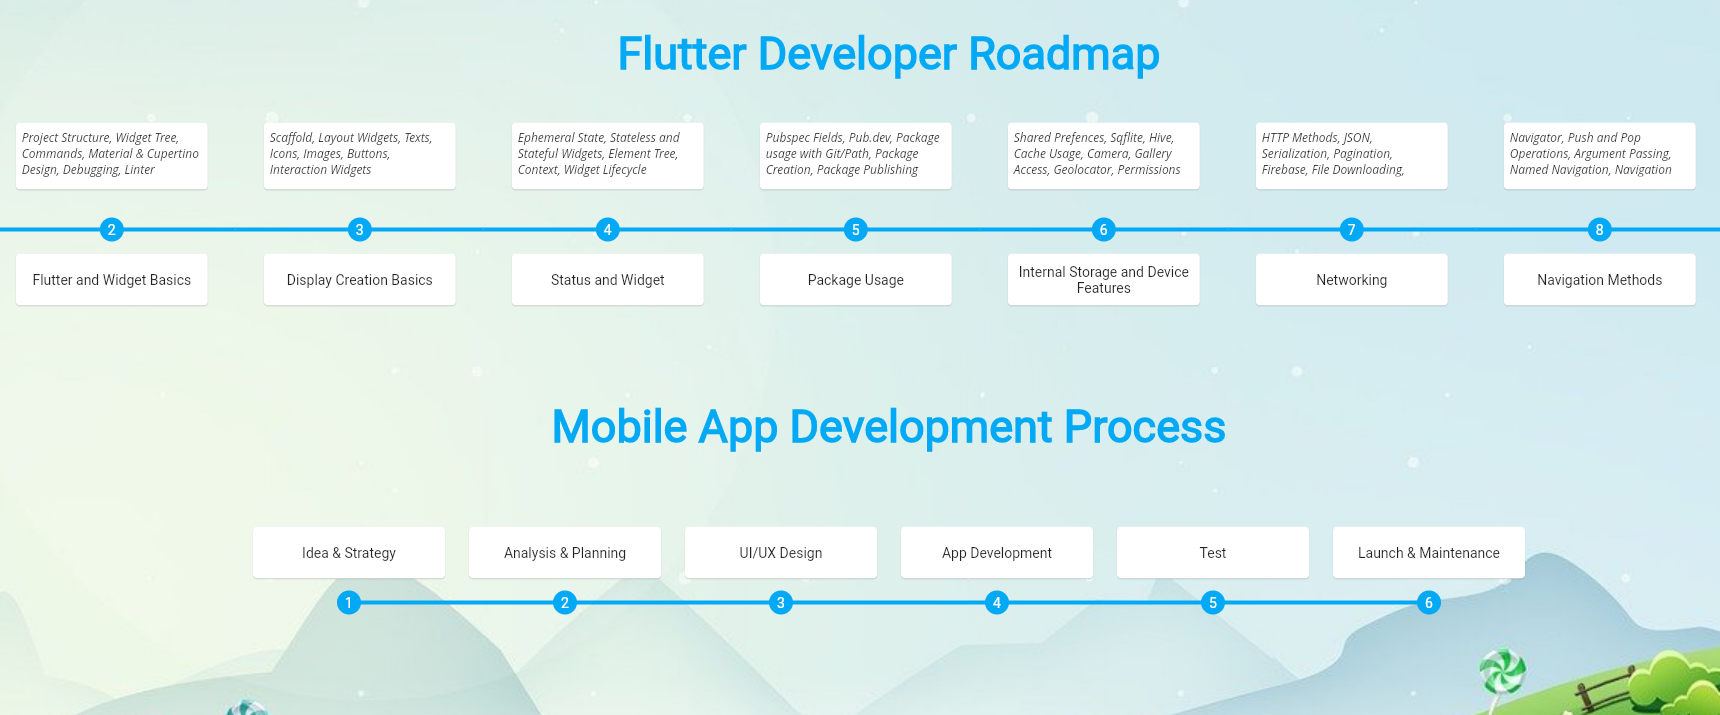 Flutter Developer Roadmap
Project Structure, Widget Tree,
Commands, Material & Cupertino
Design, Debugging, Linter
Scaffold, Layout Widgets, Texts,
Icons, Images, Buttons,
Interaction Widgets
Ephemeral State, Stateless and
Stateful Widgets, Element Tree,
Context, Widget Lifecycle
Pubspec Fields, Pub.dev, Package
usage with Git/Path, Package
Creation, Package Publishing
Shared Prefences, Sqflite, Hive,
Cache Usage, Camera, Gallery
Access, Geolocator, Permissions
HTTP Methods, JSON,
Serialization, Pagination,
Firebase, File Downloading,
Navigator, Push and Pop
Operations, Argument Passing,
Named Navigation, Navigation
2
3
4
5
6
7
8
Flutter and Widget Basics
Display Creation Basics
Status and Widget
Package Usage
Internal Storage and Device
Features
Networking
Navigation Methods
Mobile App Development Process
Idea & Strategy
Analysis & Planning
UI/UX Design
App Development
Test
Launch & Maintenance
1
2
3
4
5
6